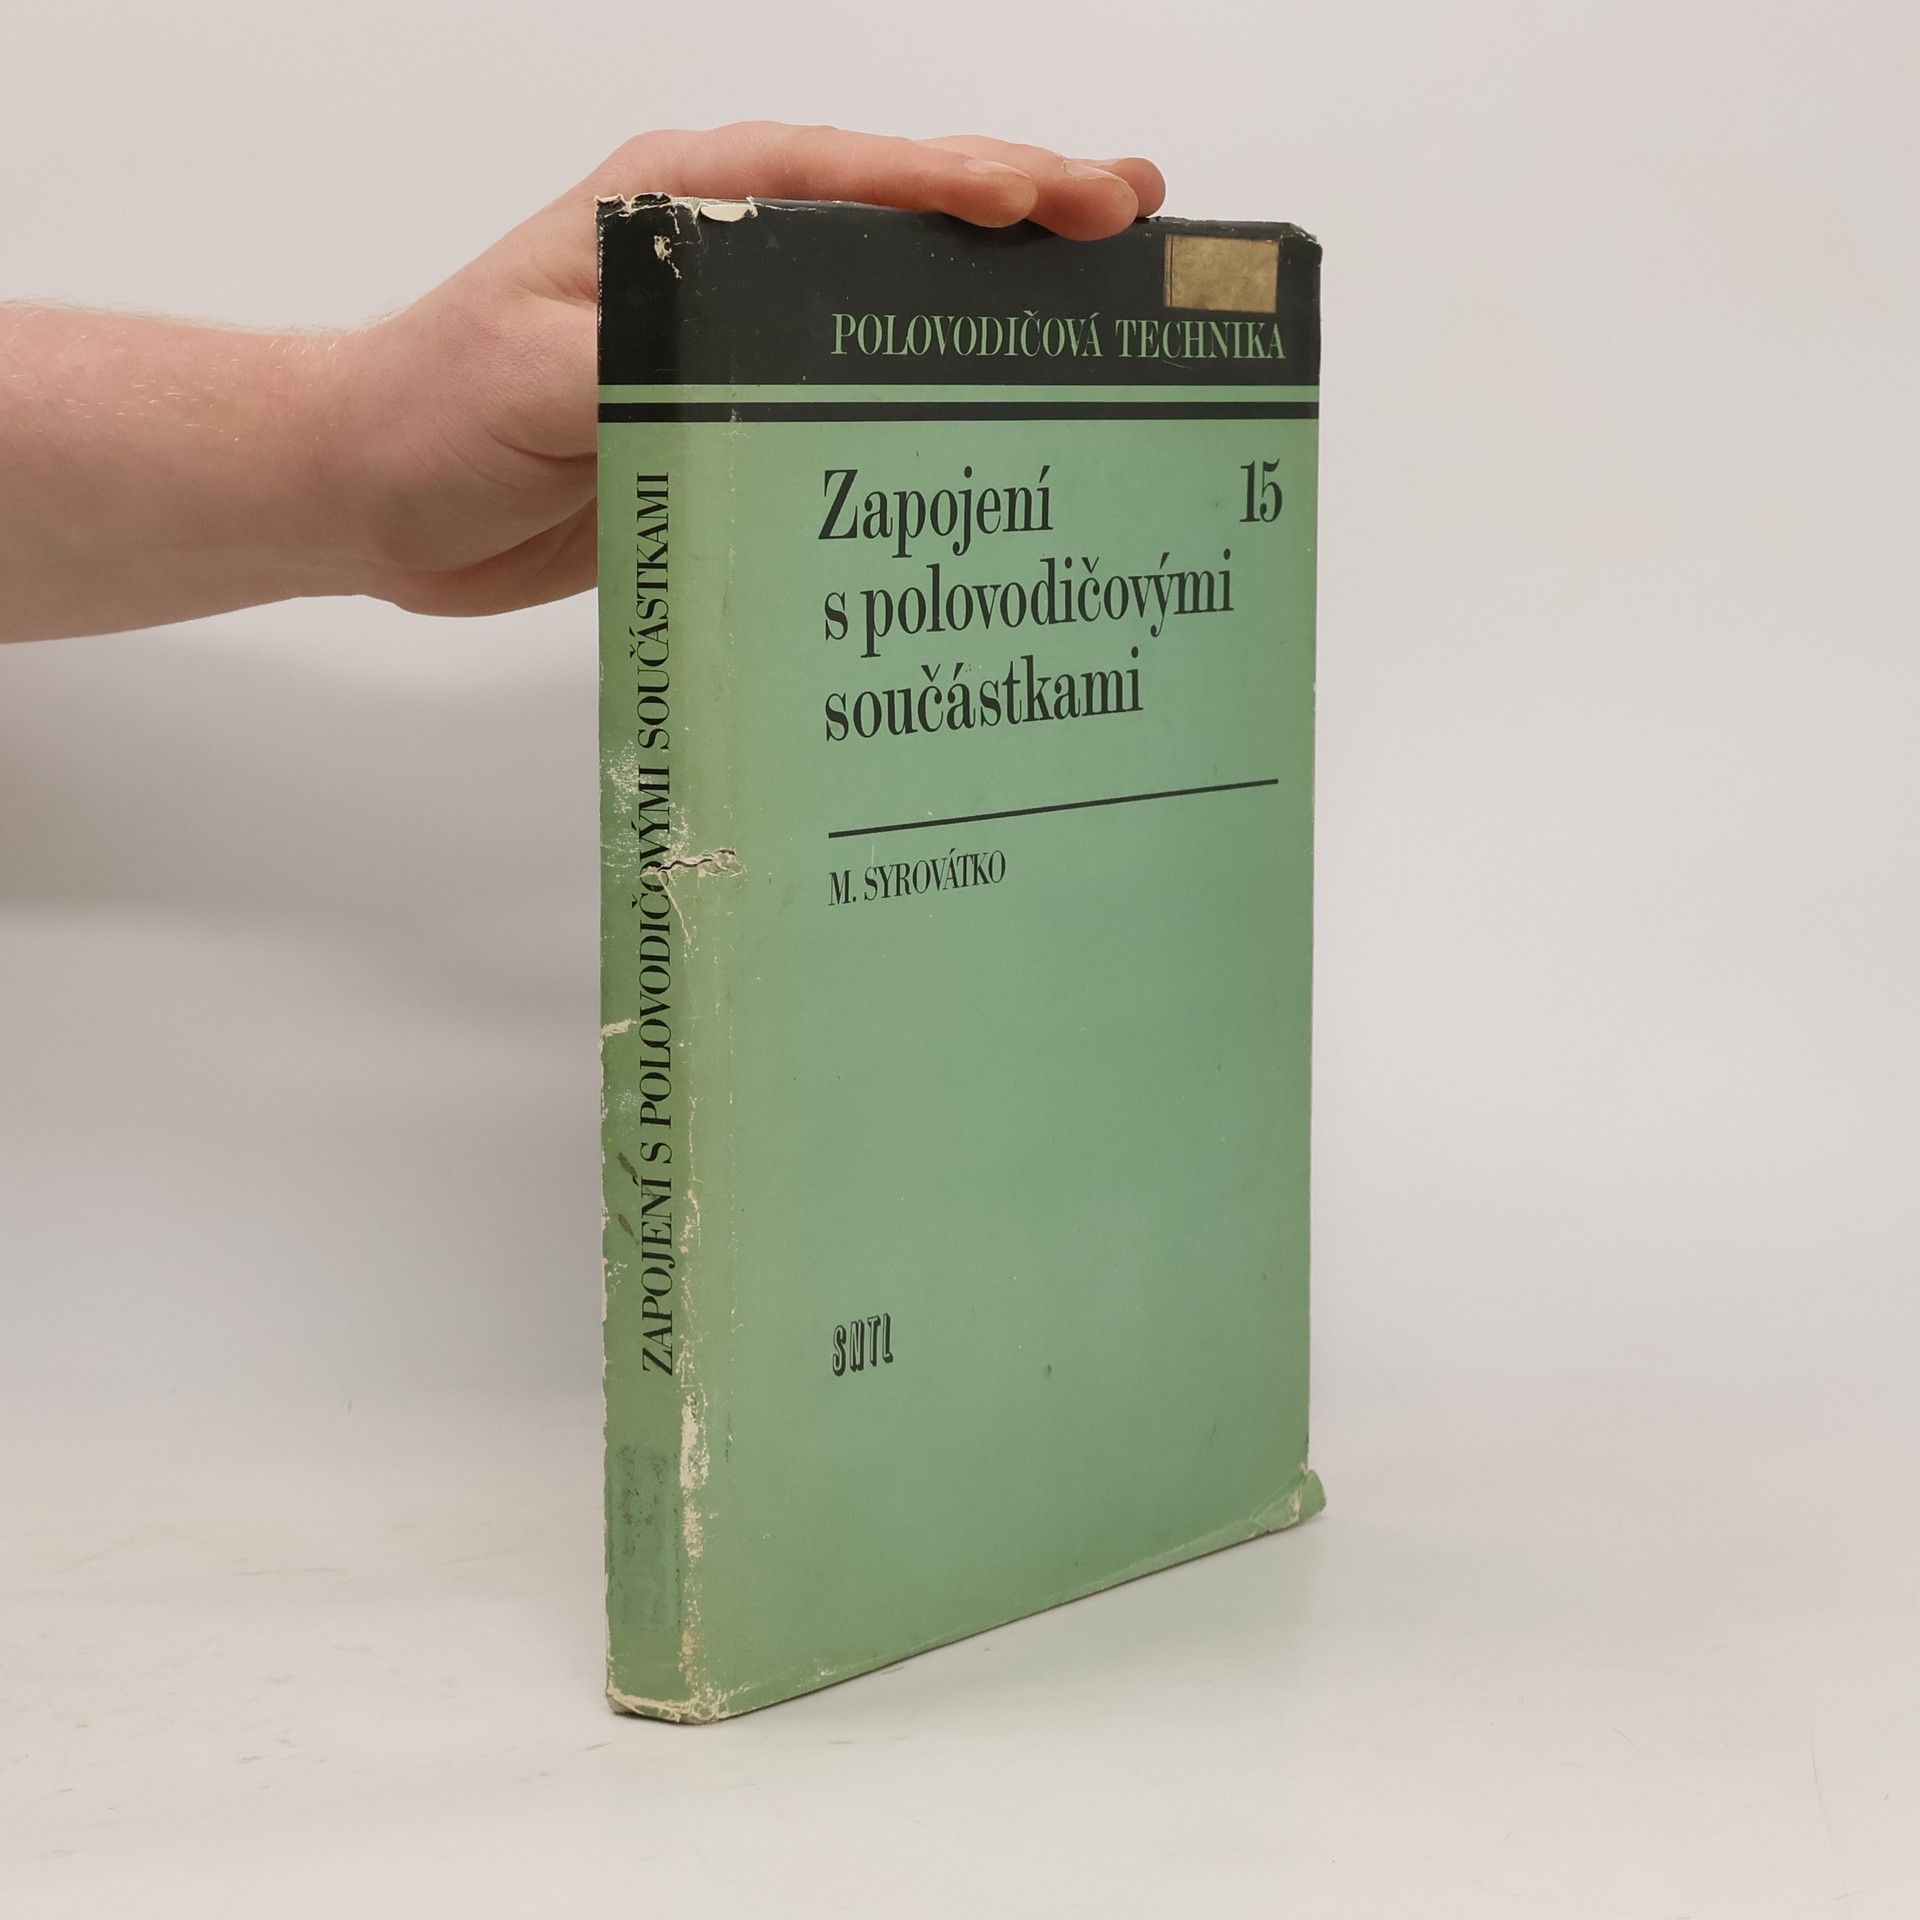 POLOVODIČOVÁ TECHNIKA
Zapojení 15
s polovodičovými
součástkami
M. SYROVÁTKO
SNTL
ZAPOJENÍ S POLOVODIČOVÝMI SOUČÁSTKAMI